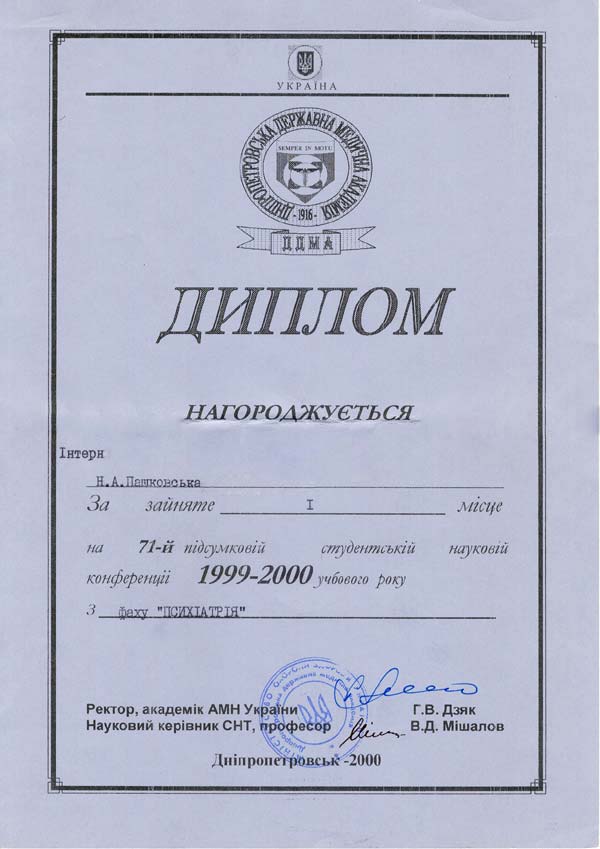 УКРАЇНА
ДНІПРОПЕТРОВСЬКА ДЕРЖАВНА МЕДИЧНА АКАДЕМІЯ
SEMPER IN MOTU
- 1916 -
ДДМА
ДИПЛОМ
НАГОРОДЖУЄТЬСЯ
Інтерн
Н.А.Пашковська
За зайняте І місце
на 71-й підсумковій студентській науковій
конференції 1999-2000 учбового року
З фаху "ПСИХІАТРІЯ"
Ректор, академік АМН України Г.В. Дзяк
Науковий керівник СНТ, професор В.Д. Мішалов
Дніпропетровськ -2000